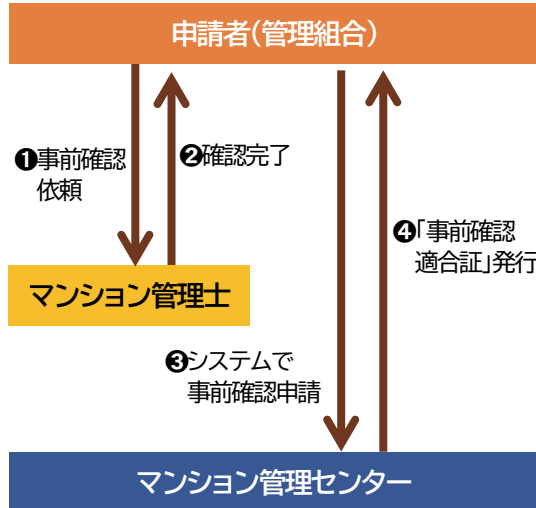 申請者(管理組合)
❶事前確認
依頼
❷確認完了
マンション管理士
❸システムで
事前確認申請
❹「事前確認
適合証」発行
マンション管理センター